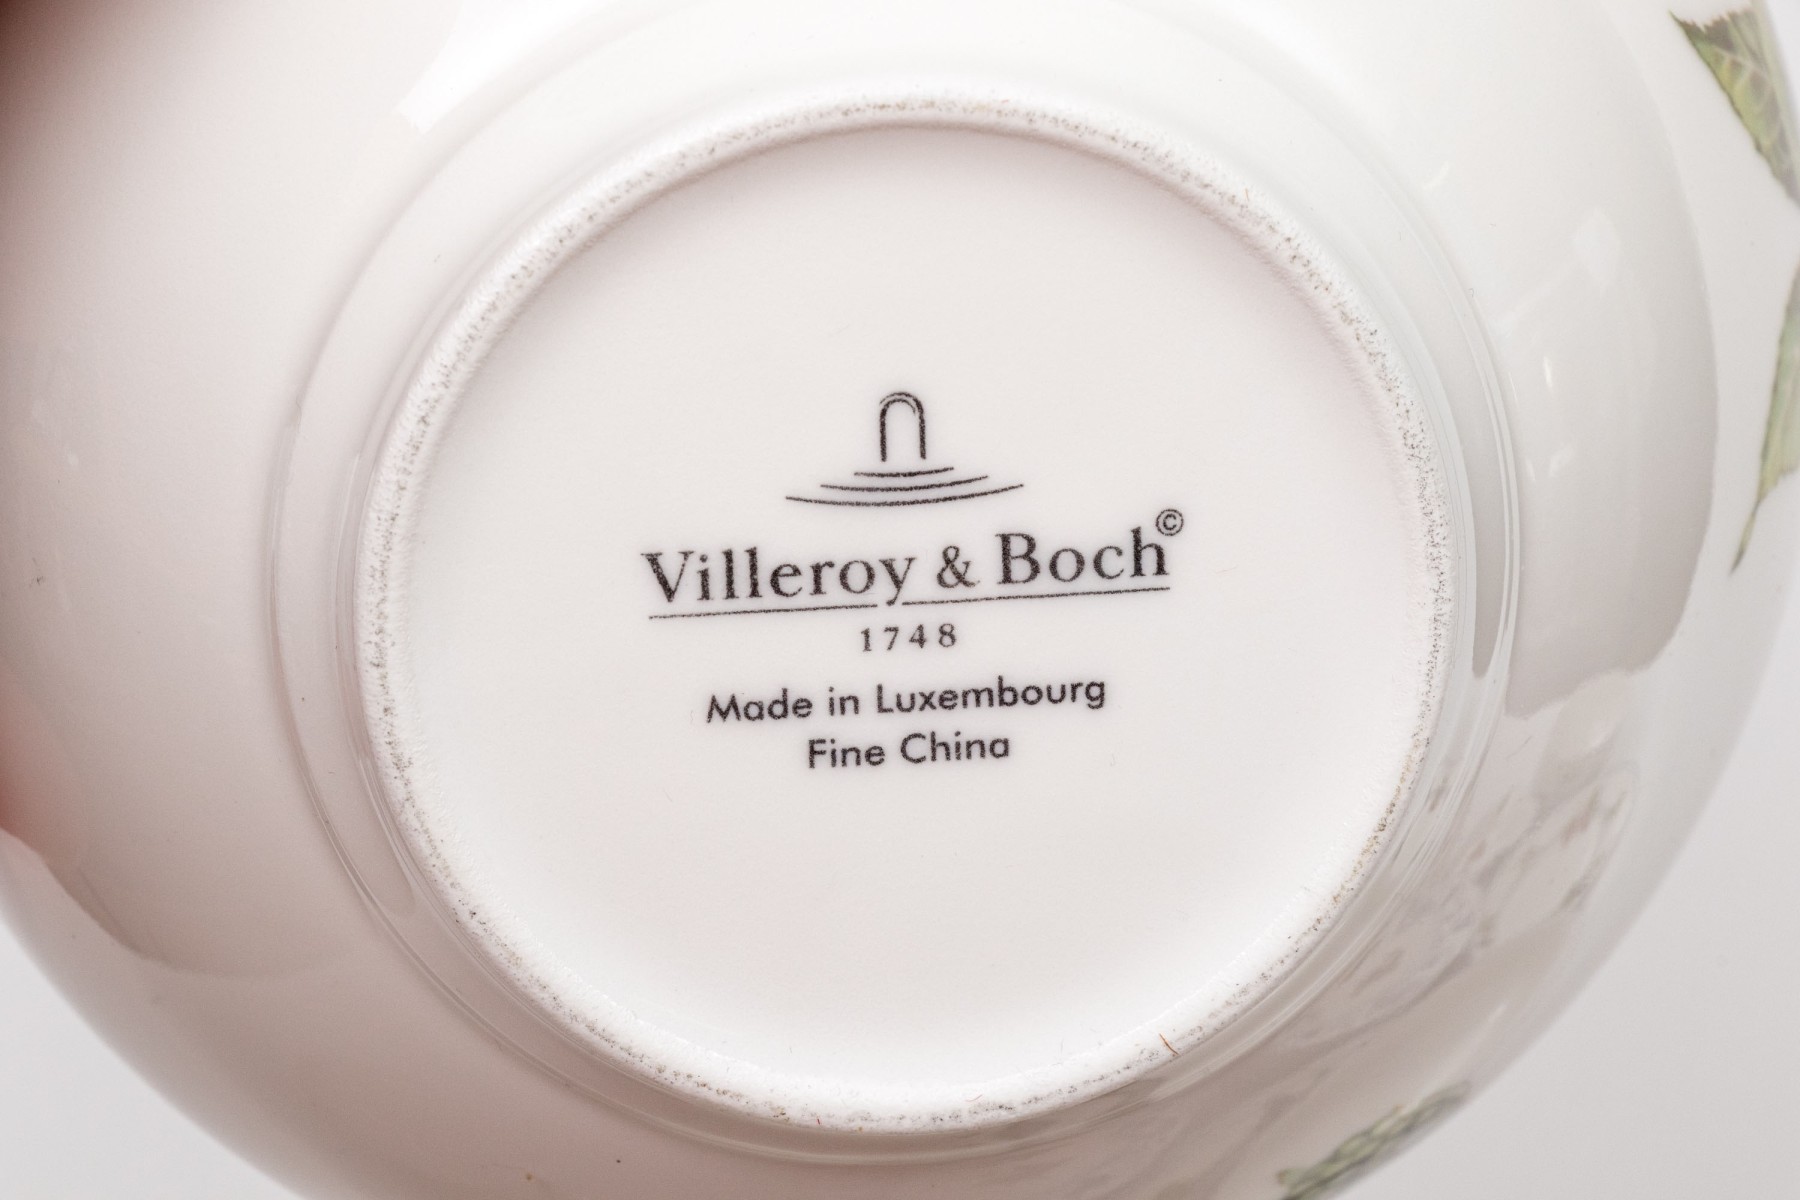 Villeroy & Boch©
1748
Made in Luxembourg
Fine China